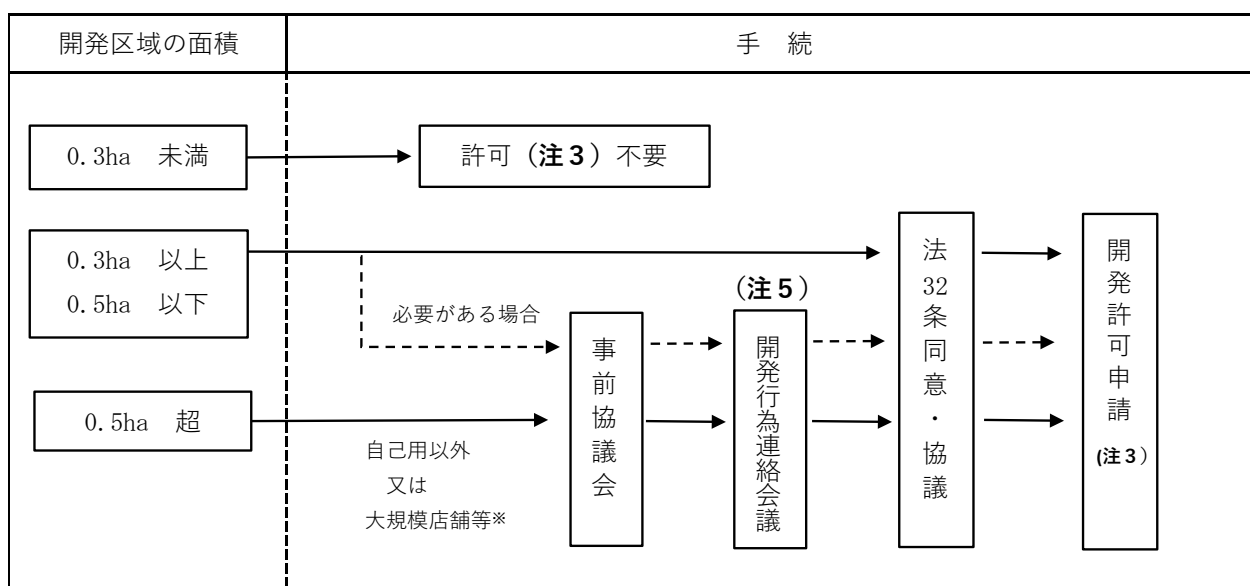 開発区域の面積
手　続
0.3ha　未満
許可（注３）不要
0.3ha　以上
0.5ha　以下
必要がある場合
0.5ha　超
自己用以外
又は
大規模店舗等※
事前協議会
（注５）
開発行為連絡会議
法32条同意・協議
開発許可申請
(注３）